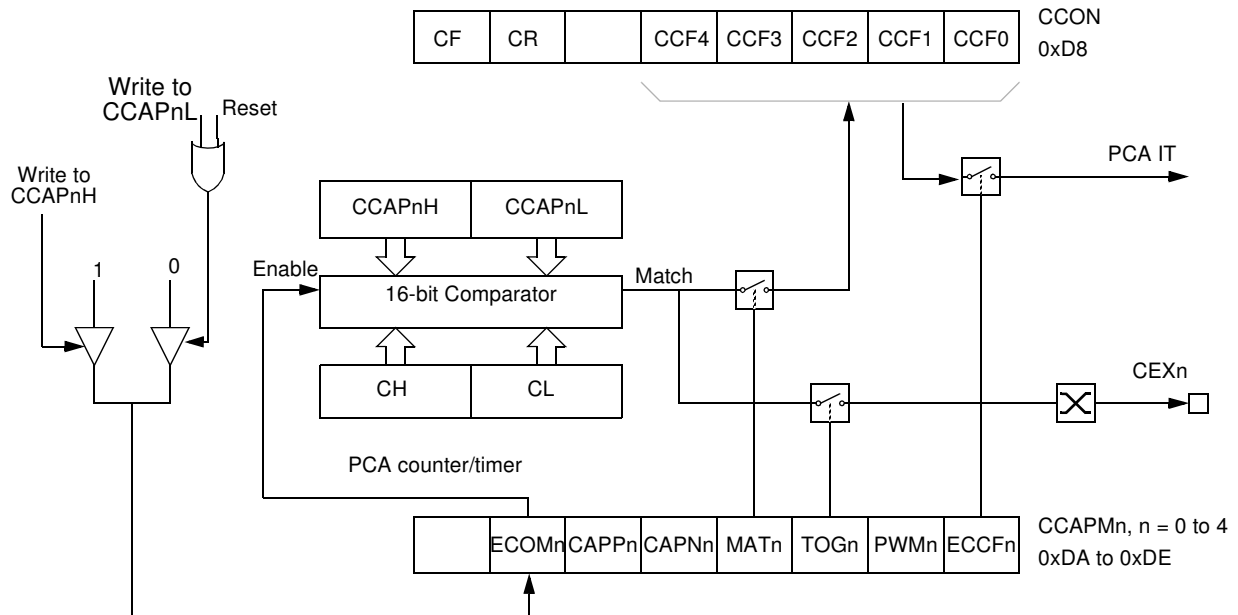 CF CR CCF4 CCF3 CCF2 CCF1 CCF0
CCON
0xD8
Write to
CCAPnL
Reset
Write to
CCAPnH
PCA IT
CCAPnH CCAPnL
1 0
Enable
16-bit Comparator
Match
CH CL
CEXn
PCA counter/timer
ECOMn CAPPn CAPNn MATn TOGn PWMn ECCFn
CCAPMn, n = 0 to 4
0xDA to 0xDE